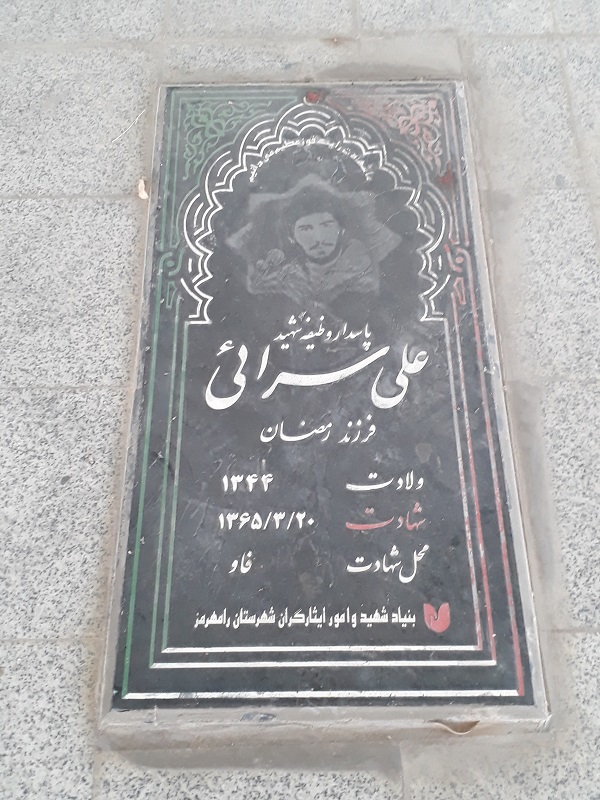 پاسدار وظیفه شهید
علی سرائی
فرزند رمضان
ولادت ۱۳۴۴
شهادت ۱۳۶۵/۳/۲۰
محل شهادت فاو
بنیاد شهید و امور ایثارگران شهرستان رامهرمز